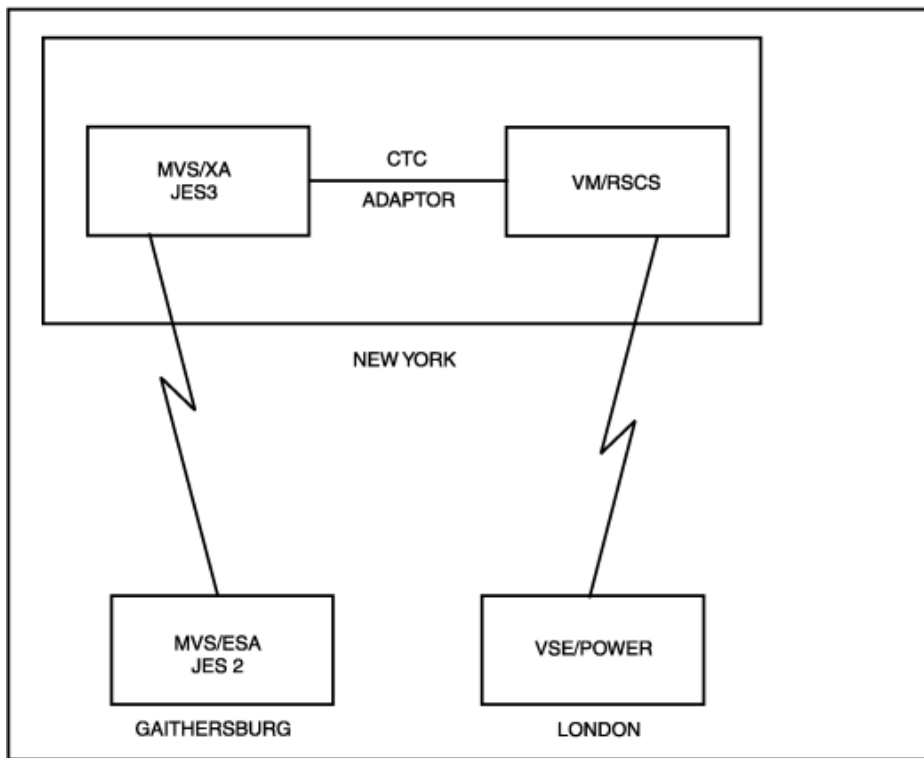 MVS/XA
JES3
CTC
ADAPTOR
VM/RSCS
NEW YORK
MVS/ESA
JES 2
VSE/POWER
GAITHERSBURG
LONDON